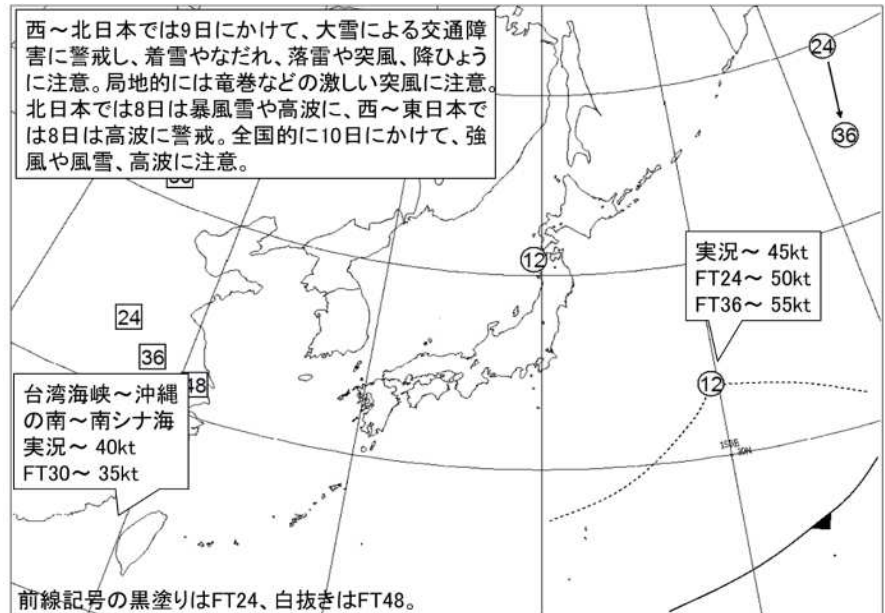 西～北日本では9日にかけて、大雪による交通障
害に警戒し、着雪やなだれ、落雷や突風、降ひょう
に注意。局地的には竜巻などの激しい突風に注意。
北日本では8日は暴風雪や高波に、西～東日本で
は8日は高波に警戒。全国的に10日にかけて、強
風や風雪、高波に注意。
24
36
12
実況～ 45kt
FT24～ 50kt
FT36～ 55kt
24
36
48
12
台湾海峡～沖縄
の南～南シナ海
実況～ 40kt
FT30～ 35kt
30N
前線記号の黒塗りはFT24、白抜きはFT48。